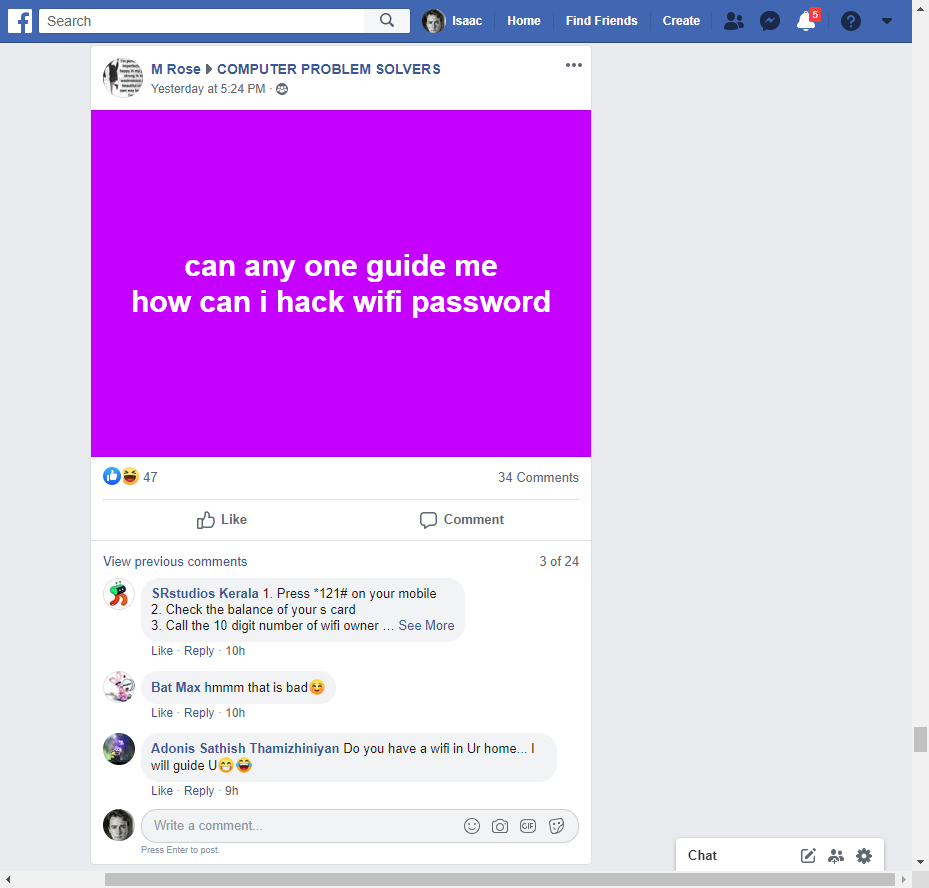 Search
Isaac
Home
Find Friends
Create
5
M Rose COMPUTER PROBLEM SOLVERS
Yesterday at 5:24 PM ·
can any one guide me
how can i hack wifi password
47
34 Comments
Like
Comment
View previous comments
3 of 24
SRstudios Kerala 1. Press *121# on your mobile
2. Check the balance of your s card
3. Call the 10 digit number of wifi owner … See More
Like · Reply · 10h
Bat Max hmmm that is bad😊
Like · Reply · 10h
Adonis Sathish Thamizhiniyan Do you have a wifi in Ur home... I
will guide U😁😂
Like · Reply · 9h
Write a comment...
GIF
Press Enter to post.
Chat